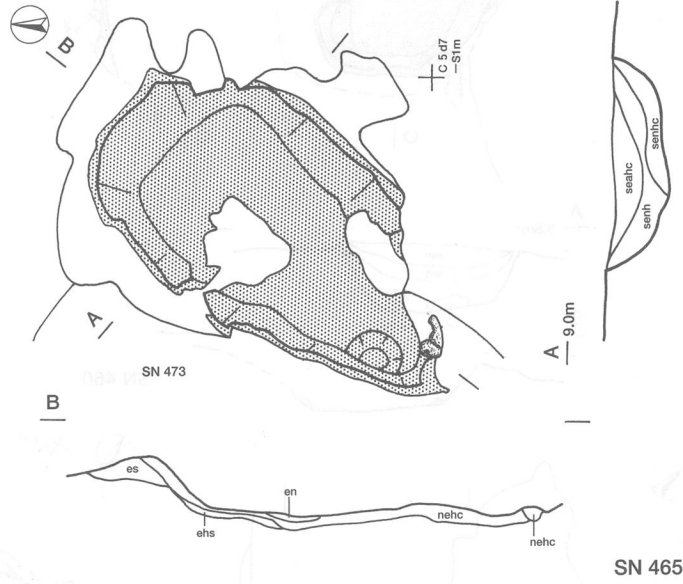 B
C 5 d7
–S1m
senhc
seahc
senh
A
SN 473
A
9.0m
B
es
en
ehs
nehc
nehc
SN 465